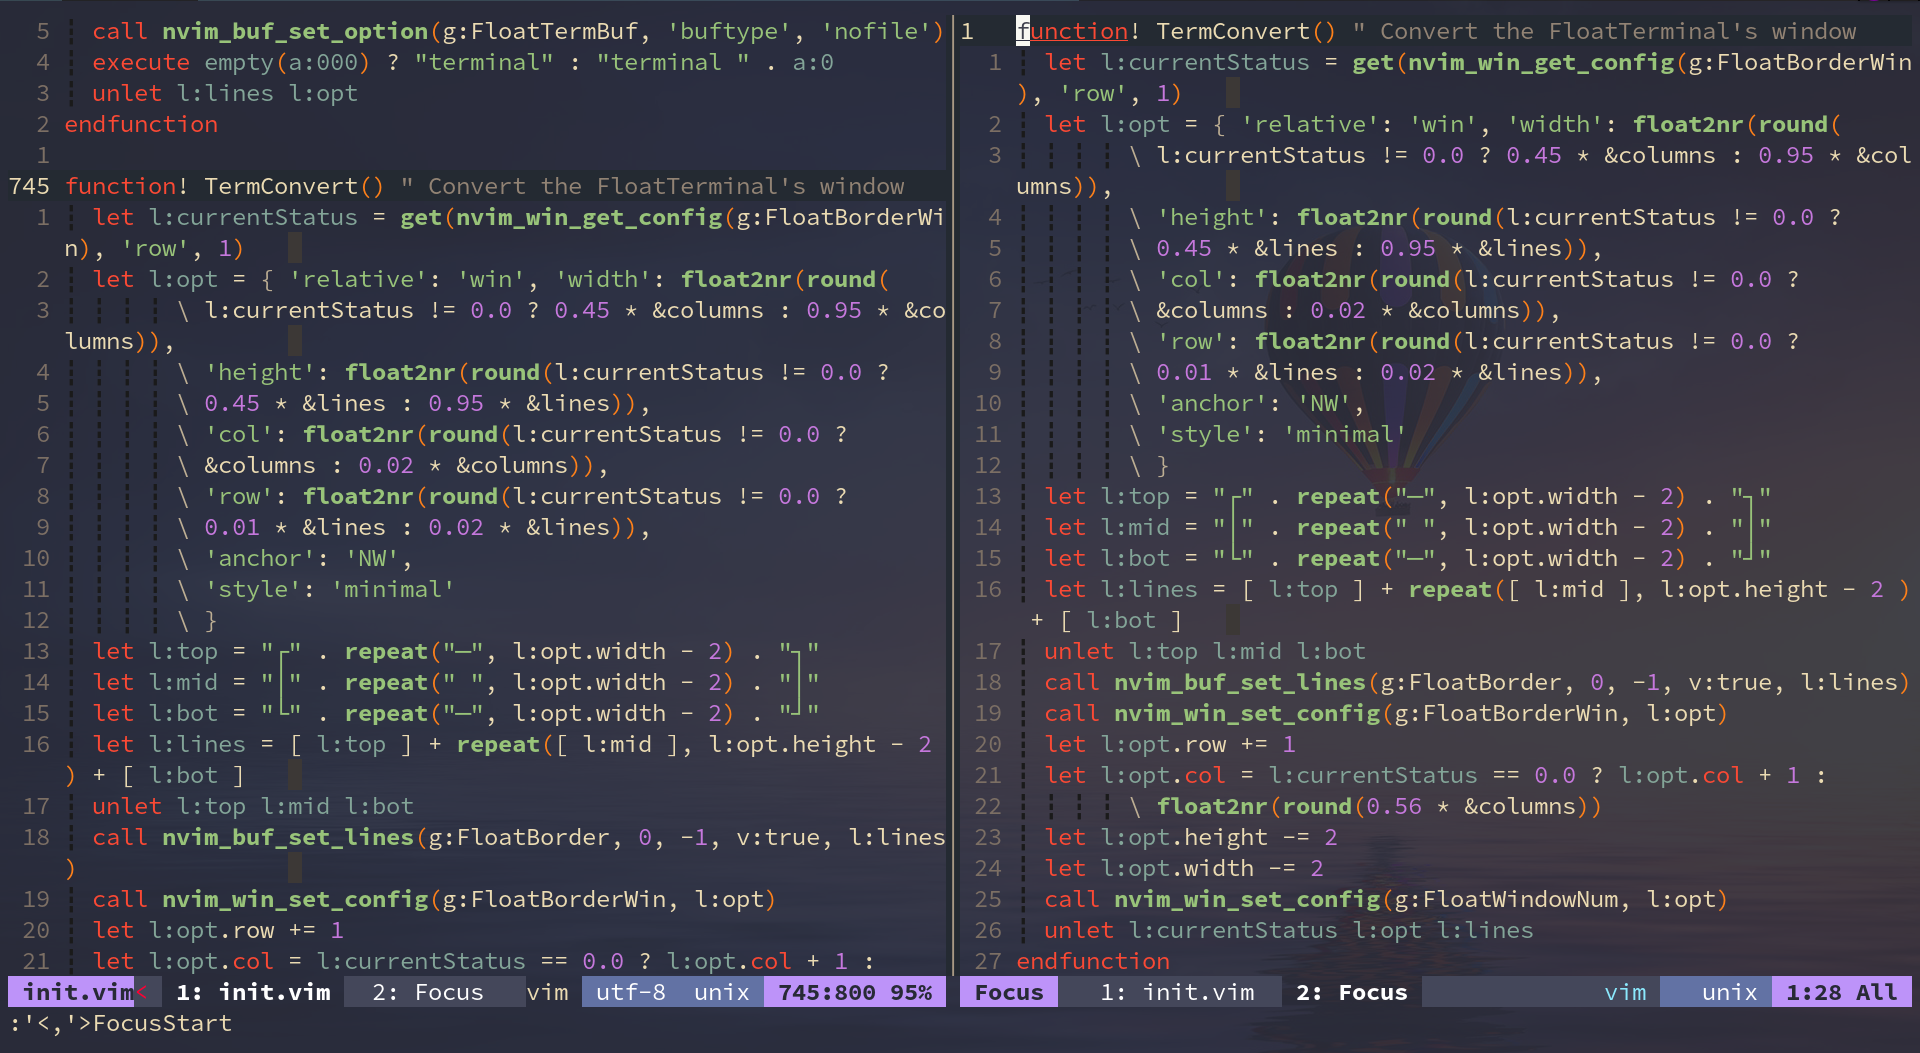 5   call nvim_buf_set_option(g:FloatTermBuf, 'buftype', 'nofile')
4   execute empty(a:000) ? "terminal" : "terminal " . a:0
3   unlet l:lines l:opt
2 endfunction
1
745 function! TermConvert() " Convert the FloatTerminal's window
1   let l:currentStatus = get(nvim_win_get_config(g:FloatBorderWi
n), 'row', 1)
2   let l:opt = { 'relative': 'win', 'width': float2nr(round(
3         \ l:currentStatus != 0.0 ? 0.45 * &columns : 0.95 * &co
lumns)),
4         \ 'height': float2nr(round(l:currentStatus != 0.0 ?
5         \ 0.45 * &lines : 0.95 * &lines)),
6         \ 'col': float2nr(round(l:currentStatus != 0.0 ?
7         \ &columns : 0.02 * &columns)),
8         \ 'row': float2nr(round(l:currentStatus != 0.0 ?
9         \ 0.01 * &lines : 0.02 * &lines)),
10         \ 'anchor': 'NW',
11         \ 'style': 'minimal'
12         \ }
13   let l:top = "┌" . repeat("─", l:opt.width - 2) . "┐"
14   let l:mid = "│" . repeat(" ", l:opt.width - 2) . "│"
15   let l:bot = "└" . repeat("─", l:opt.width - 2) . "┘"
16   let l:lines = [ l:top ] + repeat([ l:mid ], l:opt.height - 2
) + [ l:bot ]
17   unlet l:top l:mid l:bot
18   call nvim_buf_set_lines(g:FloatBorder, 0, -1, v:true, l:lines
)
19   call nvim_win_set_config(g:FloatBorderWin, l:opt)
20   let l:opt.row += 1
21   let l:opt.col = l:currentStatus == 0.0 ? l:opt.col + 1 :
init.vim< 1: init.vim 2: Focus vim utf-8 unix 745:800 95%
1 function! TermConvert() " Convert the FloatTerminal's window
1   let l:currentStatus = get(nvim_win_get_config(g:FloatBorderWin
), 'row', 1)
2   let l:opt = { 'relative': 'win', 'width': float2nr(round(
3         \ l:currentStatus != 0.0 ? 0.45 * &columns : 0.95 * &col
umns)),
4         \ 'height': float2nr(round(l:currentStatus != 0.0 ?
5         \ 0.45 * &lines : 0.95 * &lines)),
6         \ 'col': float2nr(round(l:currentStatus != 0.0 ?
7         \ &columns : 0.02 * &columns)),
8         \ 'row': float2nr(round(l:currentStatus != 0.0 ?
9         \ 0.01 * &lines : 0.02 * &lines)),
10         \ 'anchor': 'NW',
11         \ 'style': 'minimal'
12         \ }
13   let l:top = "┌" . repeat("─", l:opt.width - 2) . "┐"
14   let l:mid = "│" . repeat(" ", l:opt.width - 2) . "│"
15   let l:bot = "└" . repeat("─", l:opt.width - 2) . "┘"
16   let l:lines = [ l:top ] + repeat([ l:mid ], l:opt.height - 2 )
 + [ l:bot ]
17   unlet l:top l:mid l:bot
18   call nvim_buf_set_lines(g:FloatBorder, 0, -1, v:true, l:lines)
19   call nvim_win_set_config(g:FloatBorderWin, l:opt)
20   let l:opt.row += 1
21   let l:opt.col = l:currentStatus == 0.0 ? l:opt.col + 1 :
22         \ float2nr(round(0.56 * &columns))
23   let l:opt.height -= 2
24   let l:opt.width -= 2
25   call nvim_win_set_config(g:FloatWindowNum, l:opt)
26   unlet l:currentStatus l:opt l:lines
27 endfunction
Focus 1: init.vim 2: Focus vim unix 1:28 All
:'<,'>FocusStart